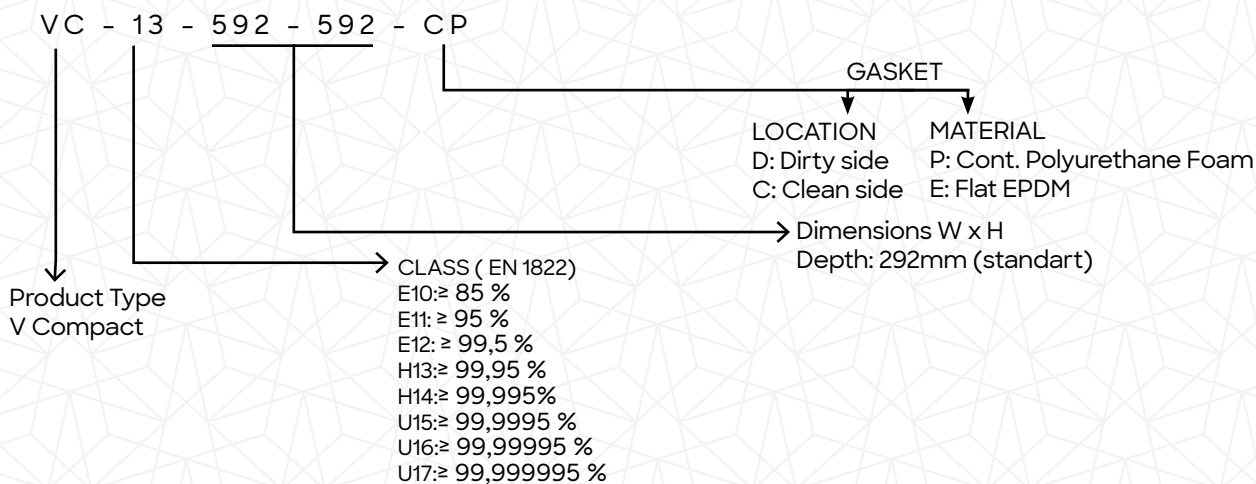 VC - 13 - 592 - 592 - CP
GASKET
LOCATION
D: Dirty side
C: Clean side
MATERIAL
P: Cont. Polyurethane Foam
E: Flat EPDM
Dimensions W x H
Depth: 292mm (standart)
CLASS ( EN 1822)
E10:≥ 85 %
E11: ≥ 95 %
E12: ≥ 99,5 %
H13:≥ 99,95 %
H14:≥ 99,995%
U15:≥ 99,9995 %
U16:≥ 99,99995 %
U17:≥ 99,999995 %
Product Type
V Compact